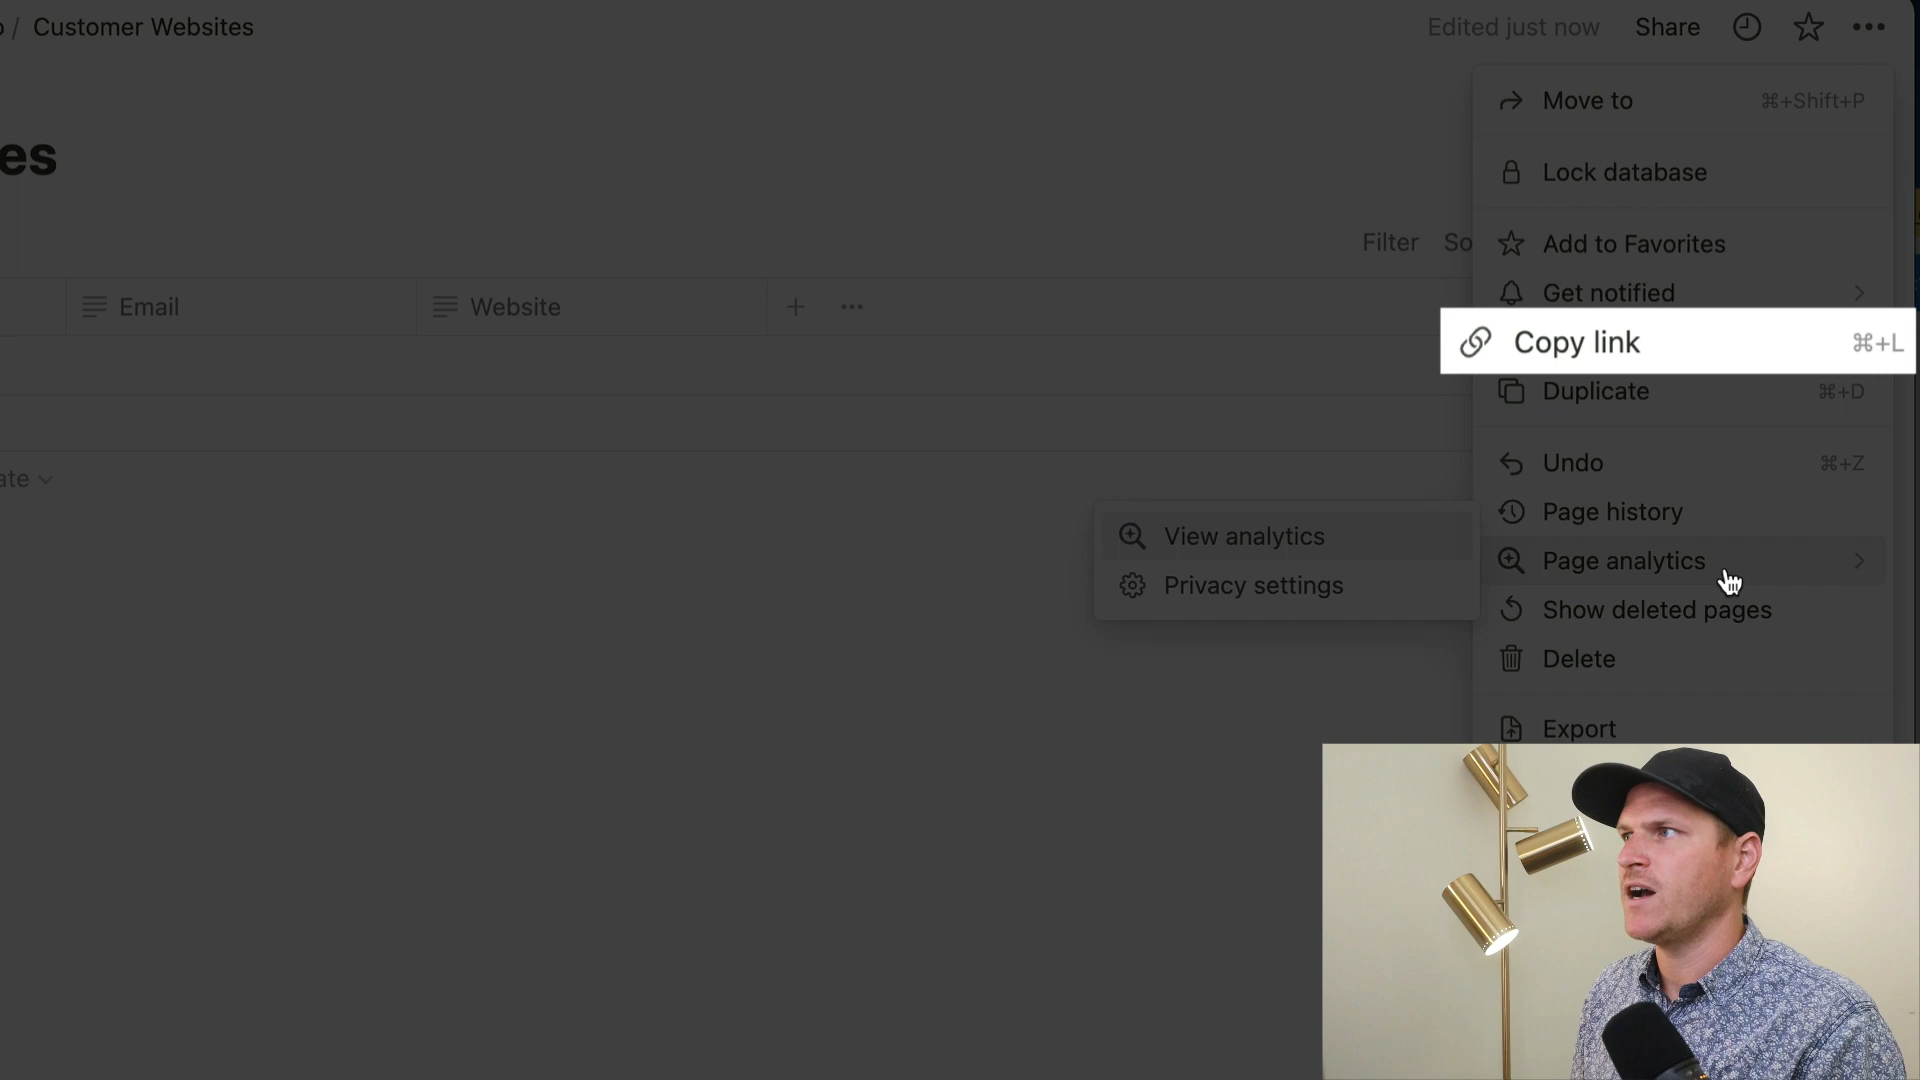 / Customer Websites
Edited just now Share
es
Filter So
Email Website
ate
Move to ⌘+Shift+P
Lock database
Add to Favorites
Get notified
Copy link ⌘+L
Duplicate ⌘+D
Undo ⌘+Z
Page history
Page analytics
Show deleted pages
Delete
Export
View analytics
Privacy settings